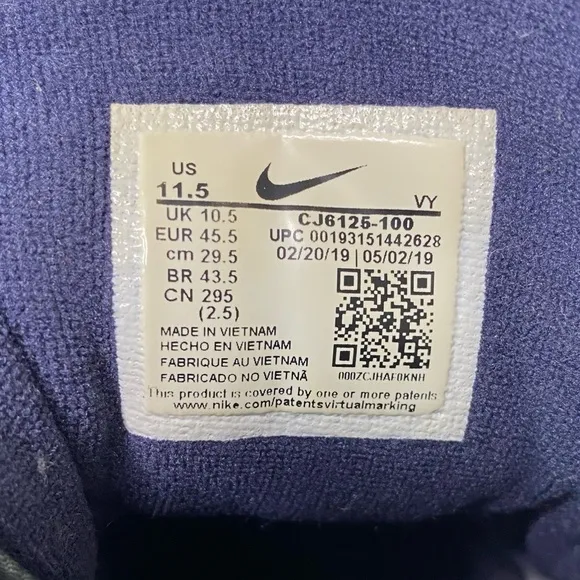 US
11.5
VY
UK 10.5
CJ6125-100
EUR 45.5
UPC 00193151442628
cm 29.5
02/20/19 | 05/02/19
BR 43.5
CN 295
(2.5)
MADE IN VIETNAM
HECHO EN VIETNAM
FABRIQUE AU VIETNAM
FABRICADO NO VIETNÃ
000ZCJHAF0KNH
This product is covered by one or more patents
www.nike.com/patentsvirtualmarking